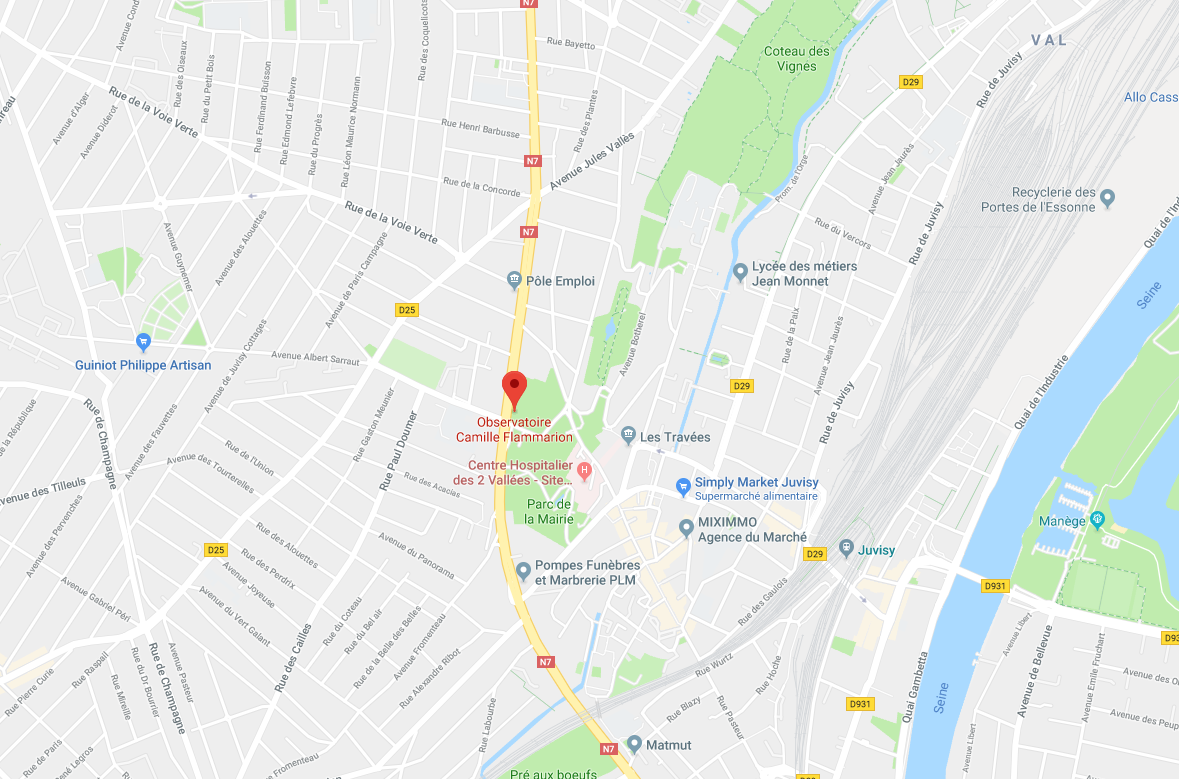 N7
Avenue Cond
Rue des Coquelicots
Rue Bayetto
Coteau des
Vignes
VAL
Rue des Oiseaux
Rue du Petit Bois
Rue Ferdinand Buisson
Rue Edmond Lefebvre
Rue du Progrès
Rue Léon Maurice Normann
D29
Rue de Juvisy
Allo Cass
Avenue Alger
Avenue Diderot
Rue de la Voie Verte
Rue Henri Barbusse
Rue des Plantes
Avenue Jules Vallès
N7
Prom. de l'Orge
Avenue Jean Jaurès
Rue de la Concorde
Recyclerie des
Portes de l'Essonne
Rue de la Voie Verte
N7
Rue du Vercors
Rue de Juvisy
Quai de l'Ind
Avenue Guynemer
Avenue des Alouettes
Avenue de Paris Campagne
Pôle Emploi
Lycée des métiers
Jean Monnet
Seine
D25
Rue de la Paix
Avenue Jean Jaurès
Avenue Botherel
Guiniot Philippe Artisan
Avenue de Juvisy Cottages
Avenue Albert Sarraut
D29
Quai de l'Industrie
Rue de Juvisy
la République
Rue de Champagne
Avenue des Fauvettes
Rue Gaston Meunier
Rue Paul Doumer
Observatoire
Camille Flammarion
Les Travées
Avenue des Tourterelles
Rue de l'Union
Centre Hospitalier
des 2 Vallées - Site...
Simply Market Juvisy
Supermarché alimentaire
venue des Tilleuls
Avenue des Pervenches
Rue des Acacias
Parc de
la Mairie
MIXIMMO
Agence du Marché
Manège
D25
Rue des Alouettes
Avenue du Panorama
D29
Juvisy
Rue des Perdrix
Avenue Joyeuse
Pompes Funèbres
et Marbrerie PLM
D931
Avenue Gabriel Péri
Avenue du Vert Galant
Rue du Coteau
Rue du Bel air
Rue de la Belle des Belles
Avenue Fromenteau
Rue des Gaulois
Avenue Libert
Avenue de Bellevue
Avenue Emile Fruchart
D93
Rue des Cailles
Rue Alexandre Ribot
N7
Rue Wurtz
Rue Hoche
Quai Gambetta
Seine
Rue Raspail
Rue Pierre Curie
Rue du Dr Bourrier
Rue de Champagne
Avenue Pasteur
Avenue des O
Rue Laborne
Rue Blazy
Rue Pasteur
D931
Avenue des Peup
Avenue Libert
N7
Matmut
Rue de Paris
Fromenteau
Pré aux boeufs